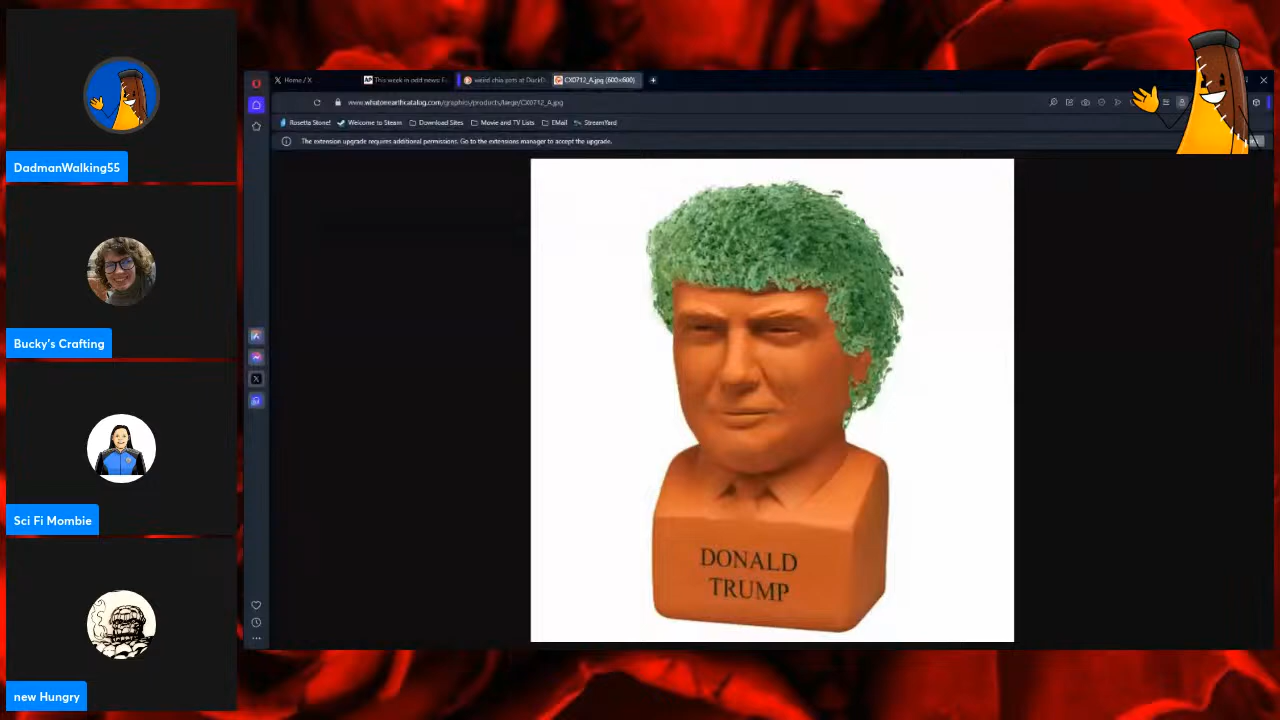 DadmanWalking55
Bucky's Crafting
Sci Fi Mombie
new Hungry
Home / X
This week in odd news: F
weird chia pets at DuckD
CX0712_A.jpg (600×600)
www.whatonearthcatalog.com/graphics/products/large/CX0712_A.jpg
Rosetta Stone!
Welcome to Steam
Download Sites
Movie and TV Lists
EMail
StreamYard
The extension upgrade requires additional permissions. Go to the extensions manager to accept the upgrade.
DONALD
TRUMP